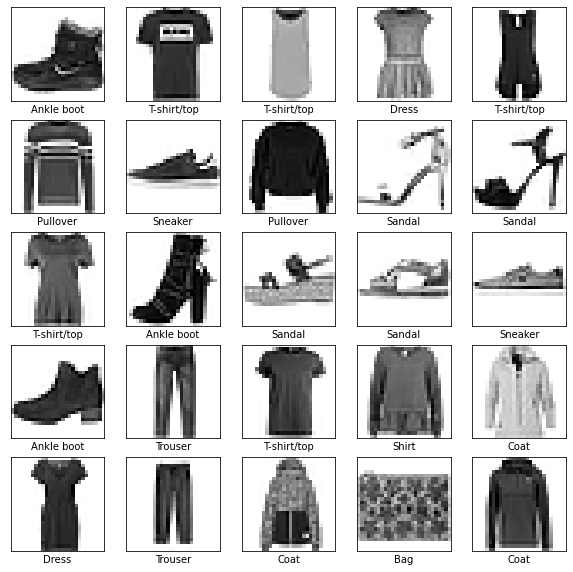 Ankle boot T-shirt/top T-shirt/top Dress T-shirt/top
Pullover Sneaker Pullover Sandal Sandal
T-shirt/top Ankle boot Sandal Sandal Sneaker
Ankle boot Trouser T-shirt/top Shirt Coat
Dress Trouser Coat Bag Coat